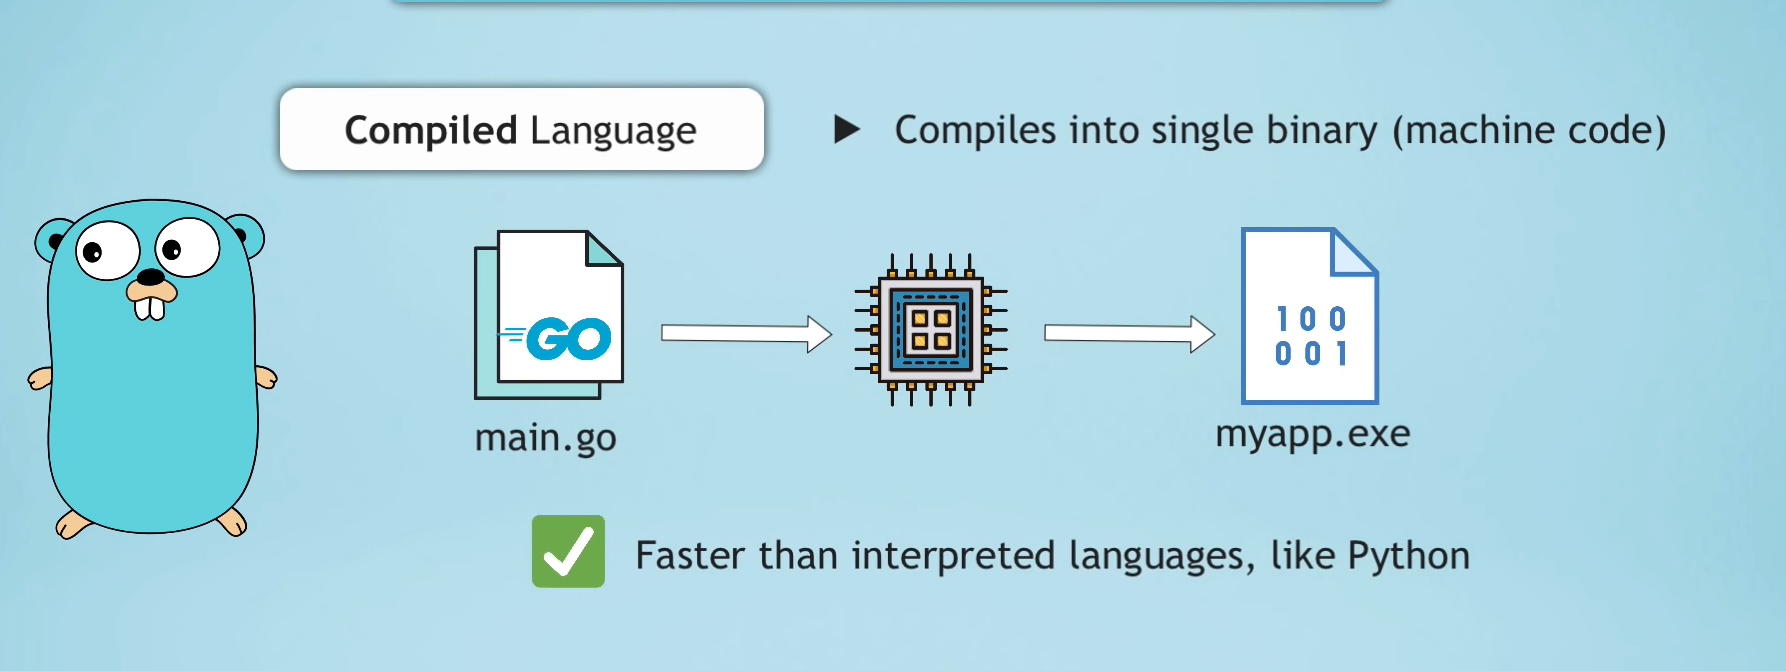 Compiled Language
▶ Compiles into single binary (machine code)
GO
100
001
main.go
myapp.exe
Faster than interpreted languages, like Python